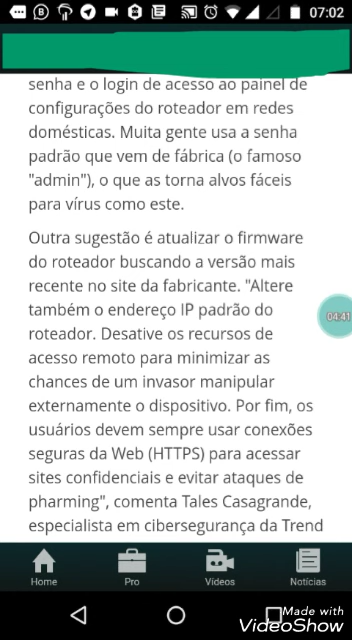 07:02
senha e o login de acesso ao painel de
configurações do roteador em redes
domésticas. Muita gente usa a senha
padrão que vem de fábrica (o famoso
"admin"), o que as torna alvos fáceis
para vírus como este.
Outra sugestão é atualizar o firmware
do roteador buscando a versão mais
recente no site da fabricante. "Altere
também o endereço IP padrão do
04:41
roteador. Desative os recursos de
acesso remoto para minimizar as
chances de um invasor manipular
externamente o dispositivo. Por fim, os
usuários devem sempre usar conexões
seguras da Web (HTTPS) para acessar
sites confidenciais e evitar ataques de
pharming", comenta Tales Casagrande,
especialista em cibersegurança da Trend
Home Pro Vídeos Notícias
Made with
VideoShow